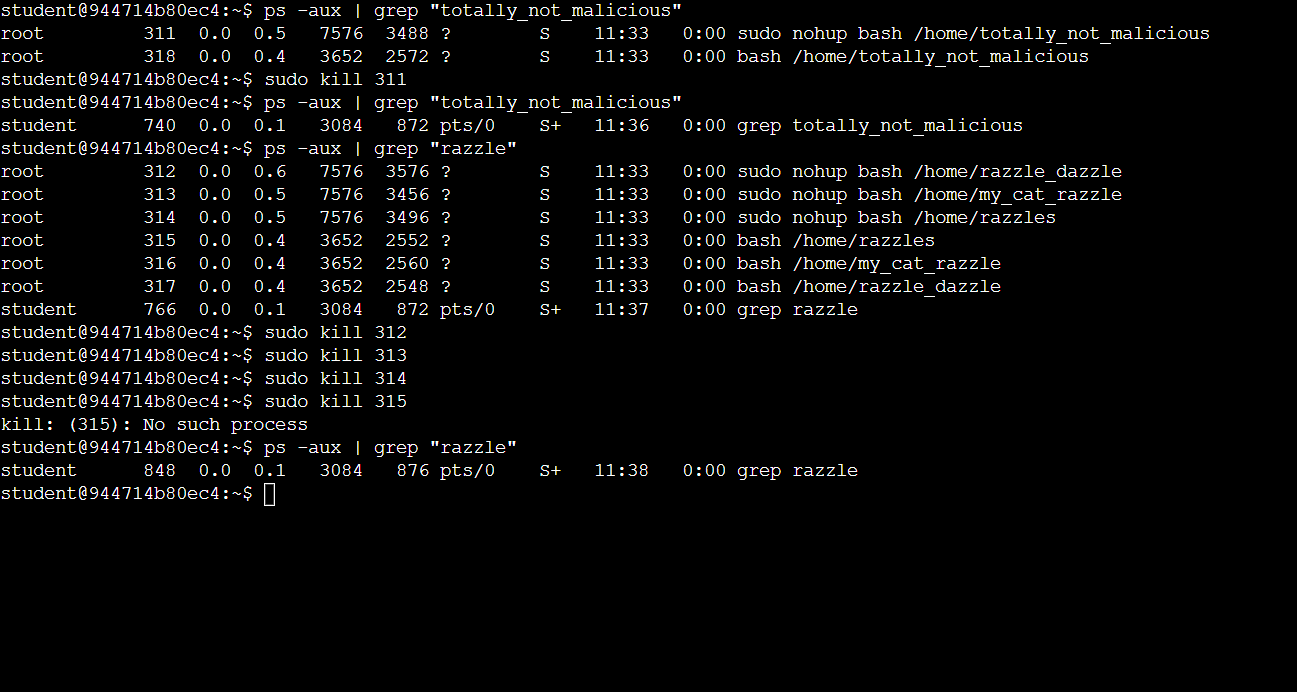 student@944714b80ec4:~$ ps -aux | grep "totally_not_malicious"
root         311  0.0  0.5   7576  3488 ?        S    11:33   0:00 sudo nohup bash /home/totally_not_malicious
root         318  0.0  0.4   3652  2572 ?        S    11:33   0:00 bash /home/totally_not_malicious
student@944714b80ec4:~$ sudo kill 311
student@944714b80ec4:~$ ps -aux | grep "totally_not_malicious"
student      740  0.0  0.1   3084   872 pts/0    S+   11:36   0:00 grep totally_not_malicious
student@944714b80ec4:~$ ps -aux | grep "razzle"
root         312  0.0  0.6   7576  3576 ?        S    11:33   0:00 sudo nohup bash /home/razzle_dazzle
root         313  0.0  0.5   7576  3456 ?        S    11:33   0:00 sudo nohup bash /home/my_cat_razzle
root         314  0.0  0.5   7576  3496 ?        S    11:33   0:00 sudo nohup bash /home/razzles
root         315  0.0  0.4   3652  2552 ?        S    11:33   0:00 bash /home/razzles
root         316  0.0  0.4   3652  2560 ?        S    11:33   0:00 bash /home/my_cat_razzle
root         317  0.0  0.4   3652  2548 ?        S    11:33   0:00 bash /home/razzle_dazzle
student      766  0.0  0.1   3084   872 pts/0    S+   11:37   0:00 grep razzle
student@944714b80ec4:~$ sudo kill 312
student@944714b80ec4:~$ sudo kill 313
student@944714b80ec4:~$ sudo kill 314
student@944714b80ec4:~$ sudo kill 315
kill: (315): No such process
student@944714b80ec4:~$ ps -aux | grep "razzle"
student      848  0.0  0.1   3084   876 pts/0    S+   11:38   0:00 grep razzle
student@944714b80ec4:~$